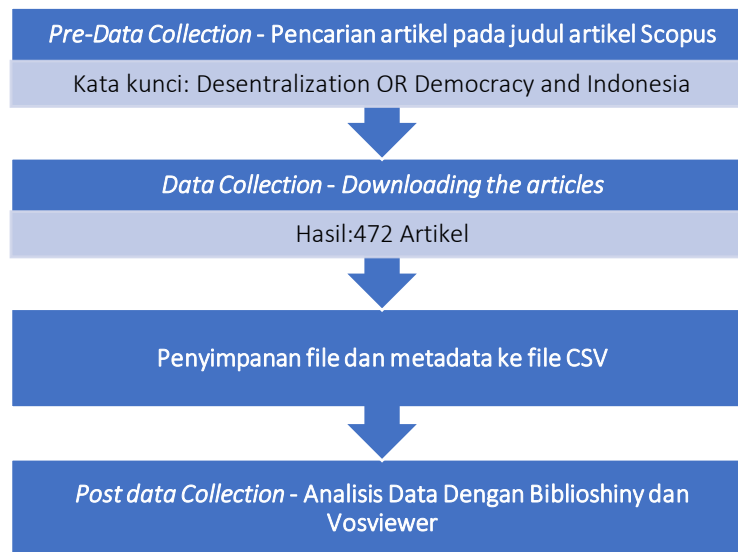 Pre-Data Collection - Pencarian artikel pada judul artikel Scopus
Kata kunci: Desentralization OR Democracy and Indonesia
Data Collection - Downloading the articles
Hasil:472 Artikel
Penyimpanan file dan metadata ke file CSV
Post data Collection - Analisis Data Dengan Biblioshiny dan
Vosviewer